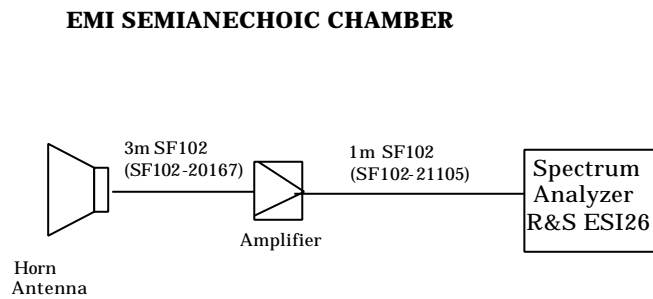 EMI SEMIANECHOIC CHAMBER
3m SF102
(SF102-20167)
1m SF102
(SF102-21105)
Spectrum
Analyzer
R&S ESI26
Amplifier
Horn
Antenna